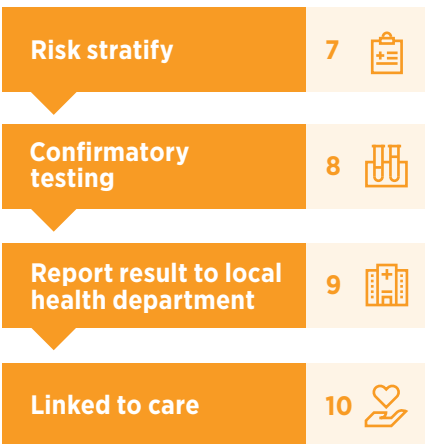 Risk stratify 7
Confirmatory
testing
8
Report result to local
health department
9
Linked to care 10